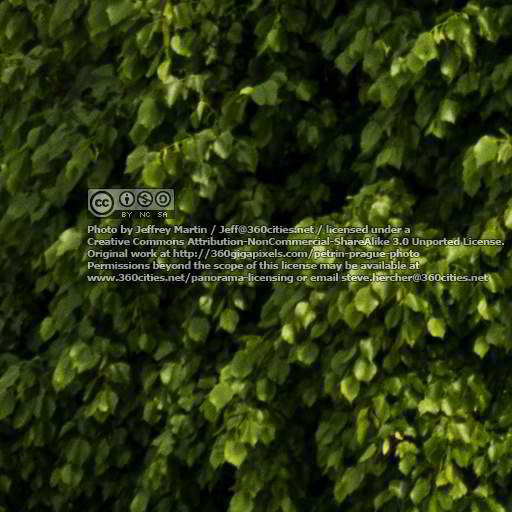 cc
BY NC SA
Photo by Jeffrey Martin / Jeff@360cities.net / licensed under a
Creative Commons Attribution-NonCommercial-ShareAlike 3.0 Unported License.
Original work at http://360gigapixels.com/petrin-prague-photo
Permissions beyond the scope of this license may be available at
www.360cities.net/panorama-licensing or email steve.hercher@360cities.net